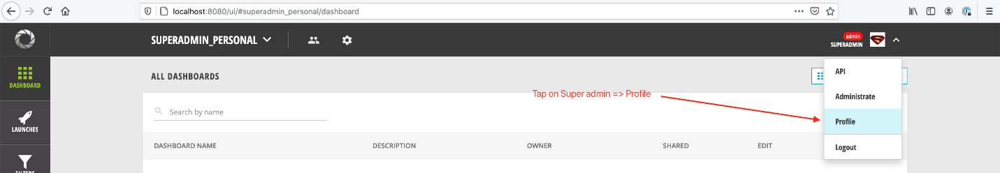 localhost:8080/ui/#superadmin_personal/dashboard
SUPERADMIN_PERSONAL
admin
SUPERADMIN
DASHBOARD
LAUNCHES
FILTERS
ALL DASHBOARDS
API
Administrate
Profile
Logout
Tap on Super admin => Profile
Search by name
DASHBOARD NAME DESCRIPTION OWNER SHARED EDIT